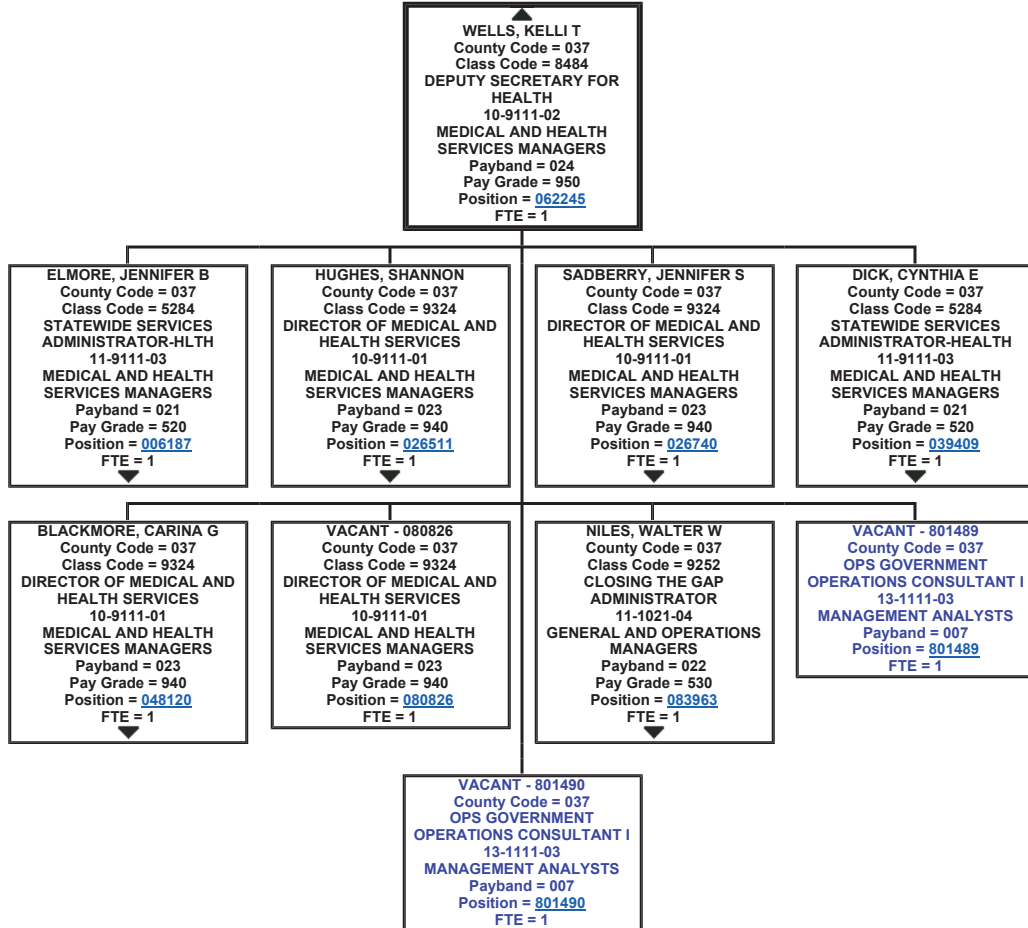 WELLS, KELLI T
County Code = 037
Class Code = 8484
DEPUTY SECRETARY FOR
HEALTH
10-9111-02
MEDICAL AND HEALTH
SERVICES MANAGERS
Payband = 024
Pay Grade = 950
Position = 062245
FTE = 1
ELMORE, JENNIFER B
County Code = 037
Class Code = 5284
STATEWIDE SERVICES
ADMINISTRATOR-HLTH
11-9111-03
MEDICAL AND HEALTH
SERVICES MANAGERS
Payband = 021
Pay Grade = 520
Position = 006187
FTE = 1
HUGHES, SHANNON
County Code = 037
Class Code = 9324
DIRECTOR OF MEDICAL AND
HEALTH SERVICES
10-9111-01
MEDICAL AND HEALTH
SERVICES MANAGERS
Payband = 023
Pay Grade = 940
Position = 026511
FTE = 1
SADBERRY, JENNIFER S
County Code = 037
Class Code = 9324
DIRECTOR OF MEDICAL AND
HEALTH SERVICES
10-9111-01
MEDICAL AND HEALTH
SERVICES MANAGERS
Payband = 023
Pay Grade = 940
Position = 026740
FTE = 1
DICK, CYNTHIA E
County Code = 037
Class Code = 5284
STATEWIDE SERVICES
ADMINISTRATOR-HEALTH
11-9111-03
MEDICAL AND HEALTH
SERVICES MANAGERS
Payband = 021
Pay Grade = 520
Position = 039409
FTE = 1
BLACKMORE, CARINA G
County Code = 037
Class Code = 9324
DIRECTOR OF MEDICAL AND
HEALTH SERVICES
10-9111-01
MEDICAL AND HEALTH
SERVICES MANAGERS
Payband = 023
Pay Grade = 940
Position = 048120
FTE = 1
VACANT - 080826
County Code = 037
Class Code = 9324
DIRECTOR OF MEDICAL AND
HEALTH SERVICES
10-9111-01
MEDICAL AND HEALTH
SERVICES MANAGERS
Payband = 023
Pay Grade = 940
Position = 080826
FTE = 1
NILES, WALTER W
County Code = 037
Class Code = 9252
CLOSING THE GAP
ADMINISTRATOR
11-1021-04
GENERAL AND OPERATIONS
MANAGERS
Payband = 022
Pay Grade = 530
Position = 083963
FTE = 1
VACANT - 801489
County Code = 037
OPS GOVERNMENT
OPERATIONS CONSULTANT I
13-1111-03
MANAGEMENT ANALYSTS
Payband = 007
Position = 801489
FTE = 1
VACANT - 801490
County Code = 037
OPS GOVERNMENT
OPERATIONS CONSULTANT I
13-1111-03
MANAGEMENT ANALYSTS
Payband = 007
Position = 801490
FTE = 1